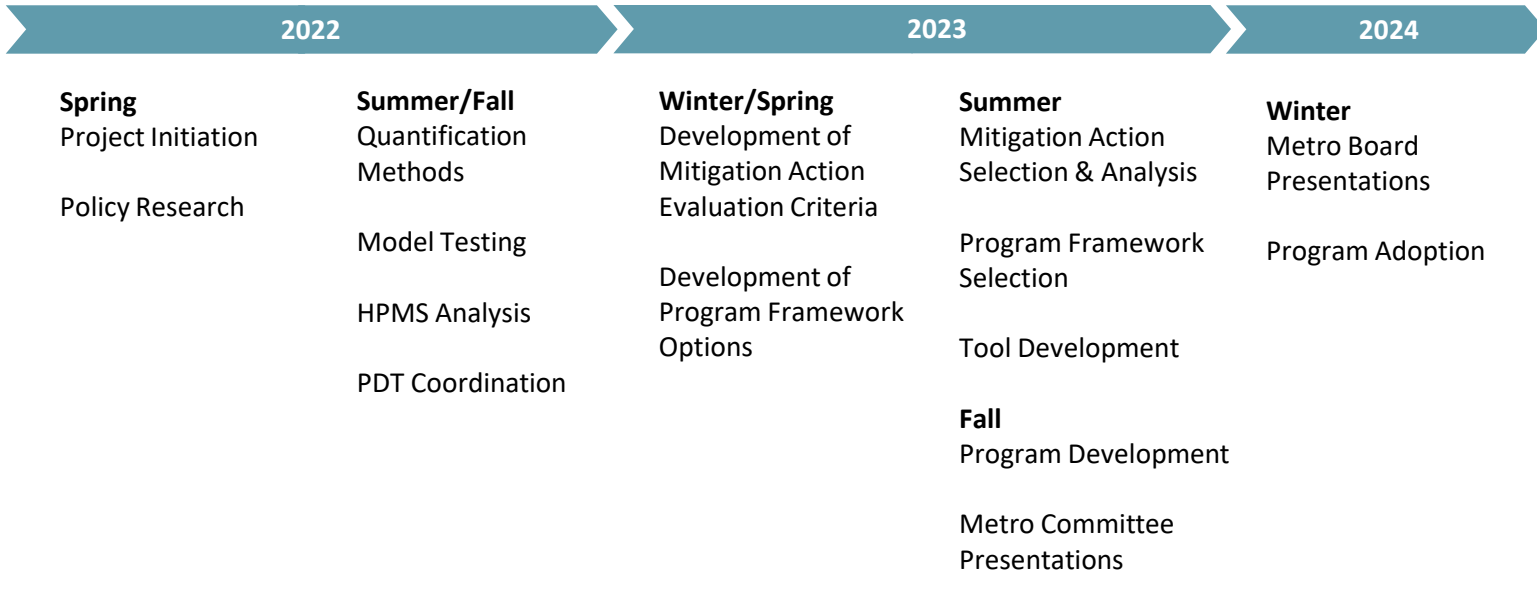 2022
2023
2024
Spring
Project Initiation
Policy Research
Summer/Fall
Quantification
Methods
Model Testing
HPMS Analysis
PDT Coordination
Winter/Spring
Development of
Mitigation Action
Evaluation Criteria
Development of
Program Framework
Options
Summer
Mitigation Action
Selection & Analysis
Program Framework
Selection
Tool Development
Fall
Program Development
Metro Committee
Presentations
Winter
Metro Board
Presentations
Program Adoption